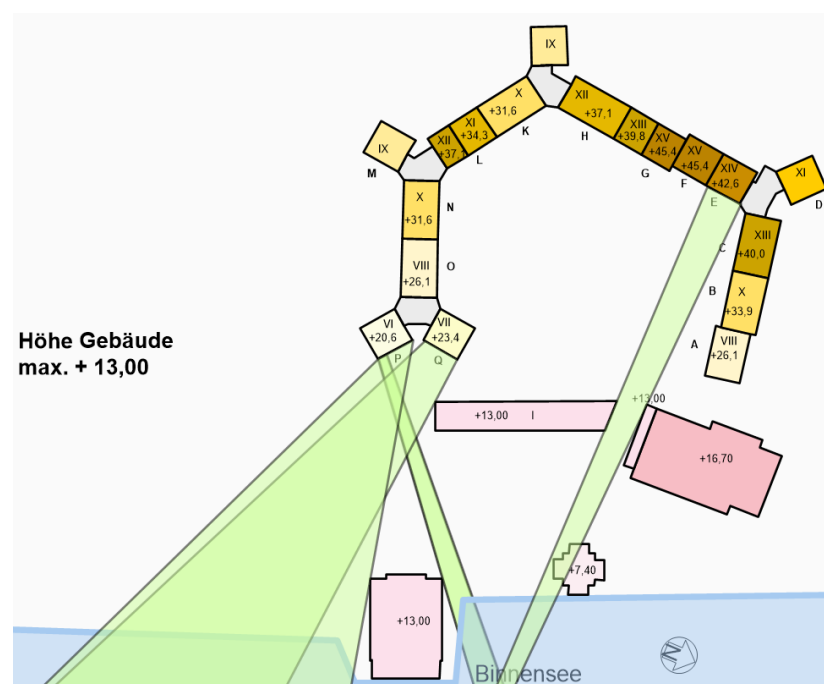 IX
XII
+37,1
X
+31,6
K
H
XI
+34,3
XII
+37,1
L
XIII
+39,8
XV
+45,4
G
XV
+45,4
F
XIV
+42,6
E
XI
D
IX
M
X
+31,6
N
VIII
+26,1
O
XIII
+40,0
C
X
+33,9
B
VIII
+26,1
A
VI
+20,6
P
VII
+23,4
Q
Höhe Gebäude
max. + 13,00
+13,00 I
+13,00
+16,70
+7,40
+13,00
N
Binnensee